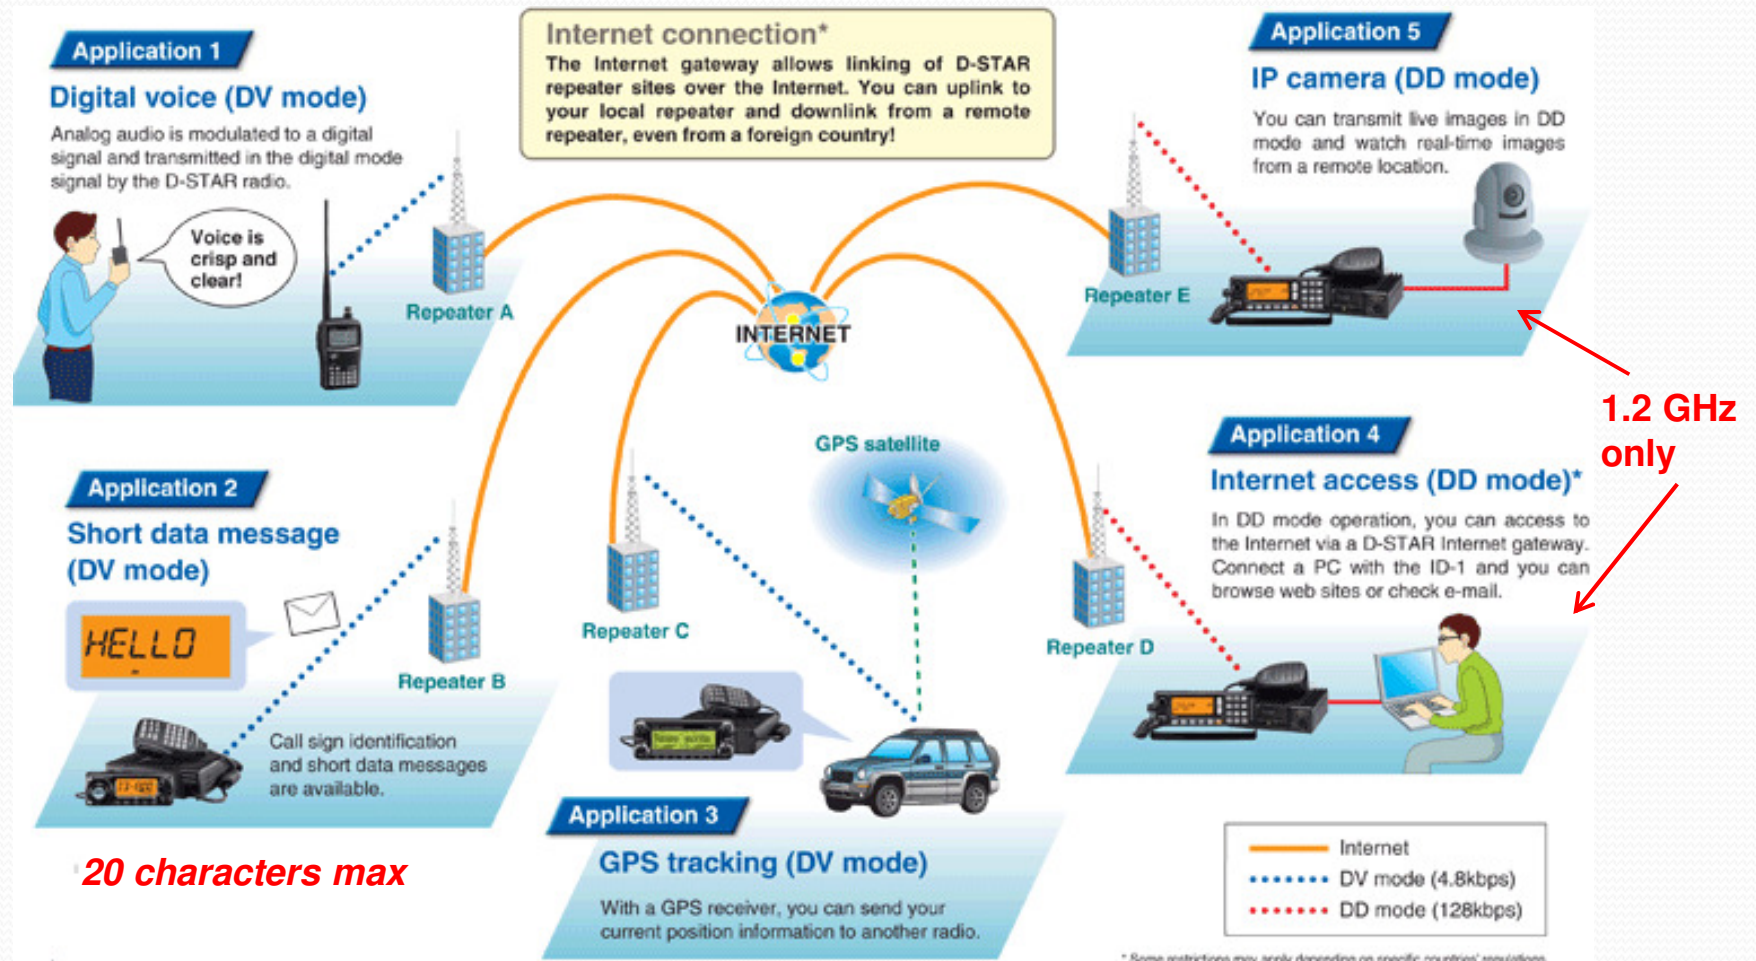 Application 1
Digital voice (DV mode)
Analog audio is modulated to a digital
signal and transmitted in the digital mode
signal by the D-STAR radio.
Voice is
crisp and
clear!
Repeater A
Internet connection*
The Internet gateway allows linking of D-STAR
repeater sites over the Internet. You can uplink to
your local repeater and downlink from a remote
repeater, even from a foreign country!
INTERNET
Application 5
IP camera (DD mode)
You can transmit live images in DD
mode and watch real-time images
from a remote location.
Repeater E
1.2 GHz
only
Application 2
Short data message
(DV mode)
HELLO
Repeater B
Call sign identification
and short data messages
are available.
20 characters max
Repeater C
GPS satellite
Application 3
GPS tracking (DV mode)
With a GPS receiver, you can send your
current position information to another radio.
Application 4
Internet access (DD mode)*
In DD mode operation, you can access to
the Internet via a D-STAR Internet gateway.
Connect a PC with the ID-1 and you can
browse web sites or check e-mail.
Repeater D
Internet
DV mode (4.8kbps)
DD mode (128kbps)
* Some restrictions may apply depending on specific countries' regulations